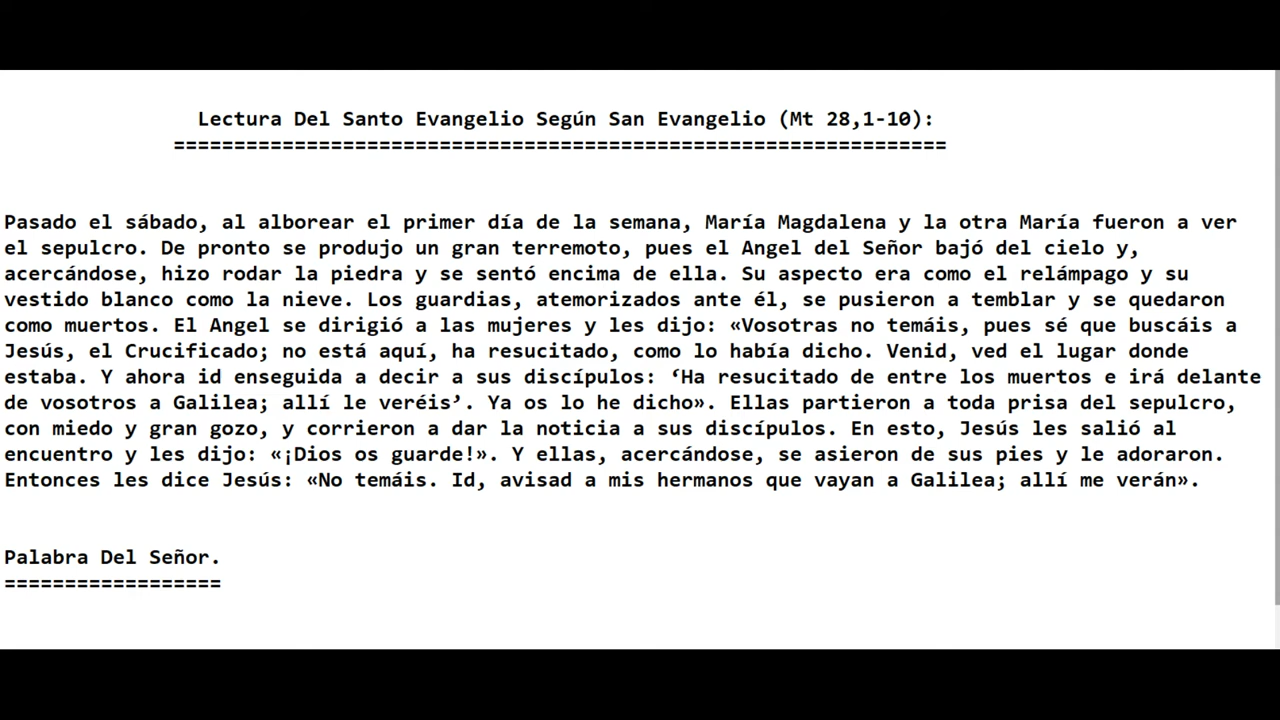 Lectura Del Santo Evangelio Según San Evangelio (Mt 28,1-10):
================================================================
Pasado el sábado, al alborear el primer día de la semana, María Magdalena y la otra María fueron a ver
el sepulcro. De pronto se produjo un gran terremoto, pues el Angel del Señor bajó del cielo y,
acercándose, hizo rodar la piedra y se sentó encima de ella. Su aspecto era como el relámpago y su
vestido blanco como la nieve. Los guardias, atemorizados ante él, se pusieron a temblar y se quedaron
como muertos. El Angel se dirigió a las mujeres y les dijo: «Vosotras no temáis, pues sé que buscáis a
Jesús, el Crucificado; no está aquí, ha resucitado, como lo había dicho. Venid, ved el lugar donde
estaba. Y ahora id enseguida a decir a sus discípulos: ‘Ha resucitado de entre los muertos e irá delante
de vosotros a Galilea; allí le veréis’. Ya os lo he dicho». Ellas partieron a toda prisa del sepulcro,
con miedo y gran gozo, y corrieron a dar la noticia a sus discípulos. En esto, Jesús les salió al
encuentro y les dijo: «¡Dios os guarde!». Y ellas, acercándose, se asieron de sus pies y le adoraron.
Entonces les dice Jesús: «No temáis. Id, avisad a mis hermanos que vayan a Galilea; allí me verán».
Palabra Del Señor.
==================